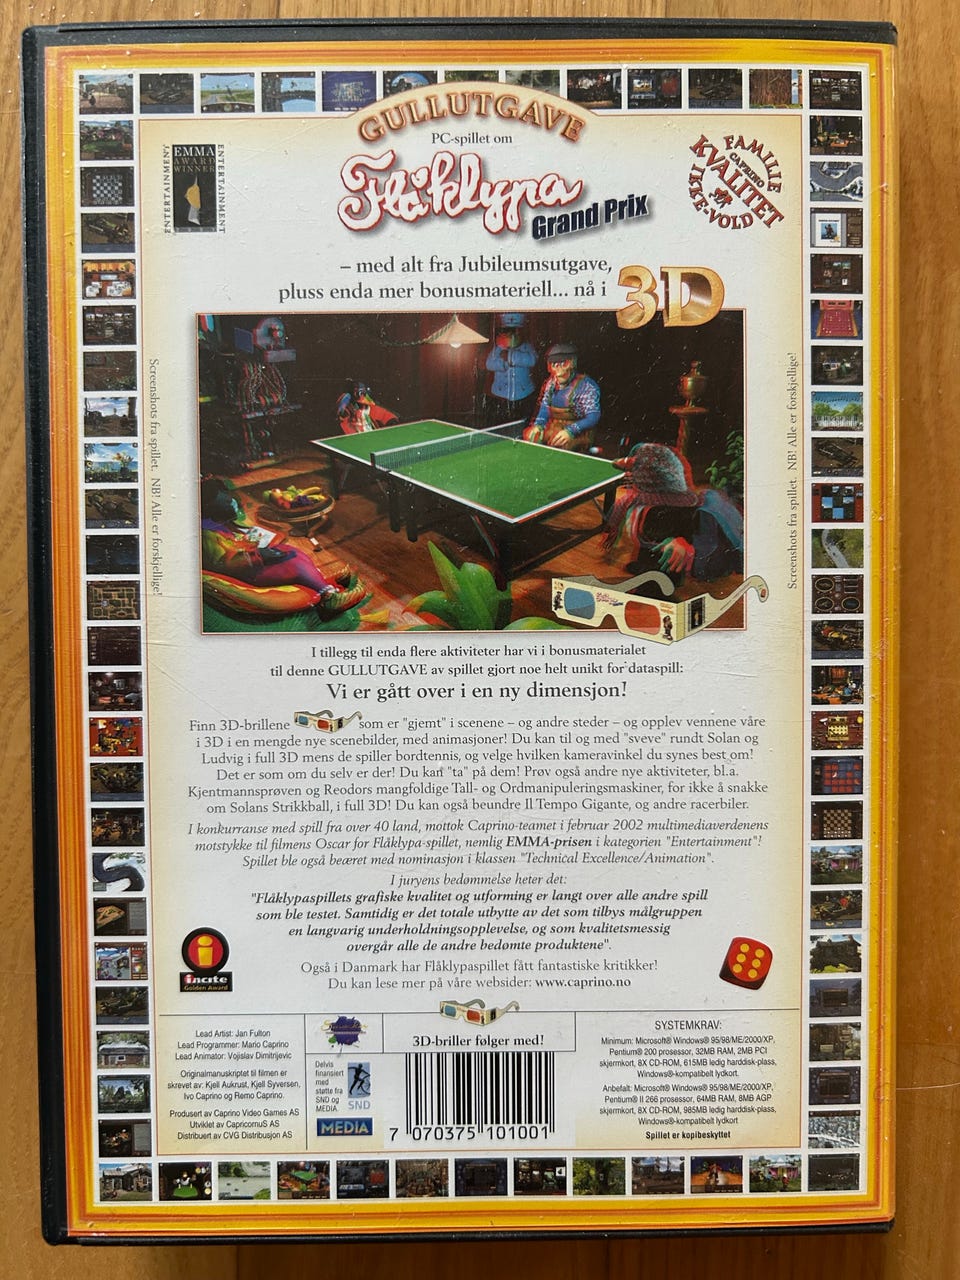 GULLUTGAVE
PC-spillet om
Flåklypa
Grand Prix
ENTERTAINMENT
EMMA
AWARD
WINNER
ENTERTAINMENT
FAMILIE
KVALITET
CAPRINO
IKKE-VOLD
– med alt fra Jubileumsutgave,
pluss enda mer bonusmateriell... nå i
3D
Screenshots fra spillet. NB! Alle er forskjellige!
Screenshots fra spillet. NB! Alle er forskjellige!
I tillegg til enda flere aktiviteter har vi i bonusmaterialet
til denne GULLUTGAVE av spillet gjort noe helt unikt for dataspill:
Vi er gått over i en ny dimensjon!
Finn 3D-brillene som er "gjemt" i scenene – og andre steder – og opplev vennene våre
i 3D i en mengde nye scenebilder, med animasjoner! Du kan til og med "sveve" rundt Solan og
Ludvig i full 3D mens de spiller bordtennis, og velge hvilken kameravinkel du synes best om!
Det er som om du selv er der! Du kan "ta" på dem! Prøv også andre nye aktiviteter, bl.a.
Kjentmannsprøven og Reodors mangfoldige Tall- og Ordmanipuleringsmaskiner, for ikke å snakke
om Solans Strikkball, i full 3D! Du kan også beundre Il Tempo Gigante, og andre racerbiler.
I konkurranse med spill fra over 40 land, mottok Caprino-teamet i februar 2002 multimediaverdenens
motstykke til filmens Oscar for Flåklypa-spillet, nemlig EMMA-prisen i kategorien "Entertainment"!
Spillet ble også beæret med nominasjon i klassen "Technical Excellence/Animation".
I juryens bedømmelse heter det:
"Flåklypaspillets grafiske kvalitet og utforming er langt over alle andre spill
som ble testet. Samtidig er det totale utbytte av det som tilbys målgruppen
en langvarig underholdningsopplevelse, og som kvalitetsmessig
overgår alle de andre bedømte produktene".
Også i Danmark har Flåklypaspillet fått fantastiske kritikker!
Du kan lese mer på våre websider: www.caprino.no
incite
Golden Award
Lead Artist: Jan Fulton
Lead Programmer: Mario Caprino
Lead Animator: Vojislav Dimitrijevic
Originalmanuskriptet til filmen er
skrevet av: Kjell Aukrust, Kjell Syversen,
Ivo Caprino og Remo Caprino.
Produsert av Caprino Video Games AS
Utviklet av CapricornuS AS
Distribuert av CVG Distribusjon AS
Delvis
finansiert
med
støtte fra
SND og
MEDIA.
SND
MEDIA
3D-briller følger med!
7 070375 101001
SYSTEMKRAV:
Minimum: Microsoft® Windows® 95/98/ME/2000/XP,
Pentium® 200 prosessor, 32MB RAM, 2MB PCI
skjermkort, 8X CD-ROM, 615MB ledig harddisk-plass,
Windows®-kompatibelt lydkort.
Anbefalt: Microsoft® Windows® 95/98/ME/2000/XP,
Pentium® II 266 prosessor, 64MB RAM, 8MB AGP
skjermkort, 8X CD-ROM, 985MB ledig harddisk-plass,
Windows®-kompatibelt lydkort
Spillet er kopibeskyttet